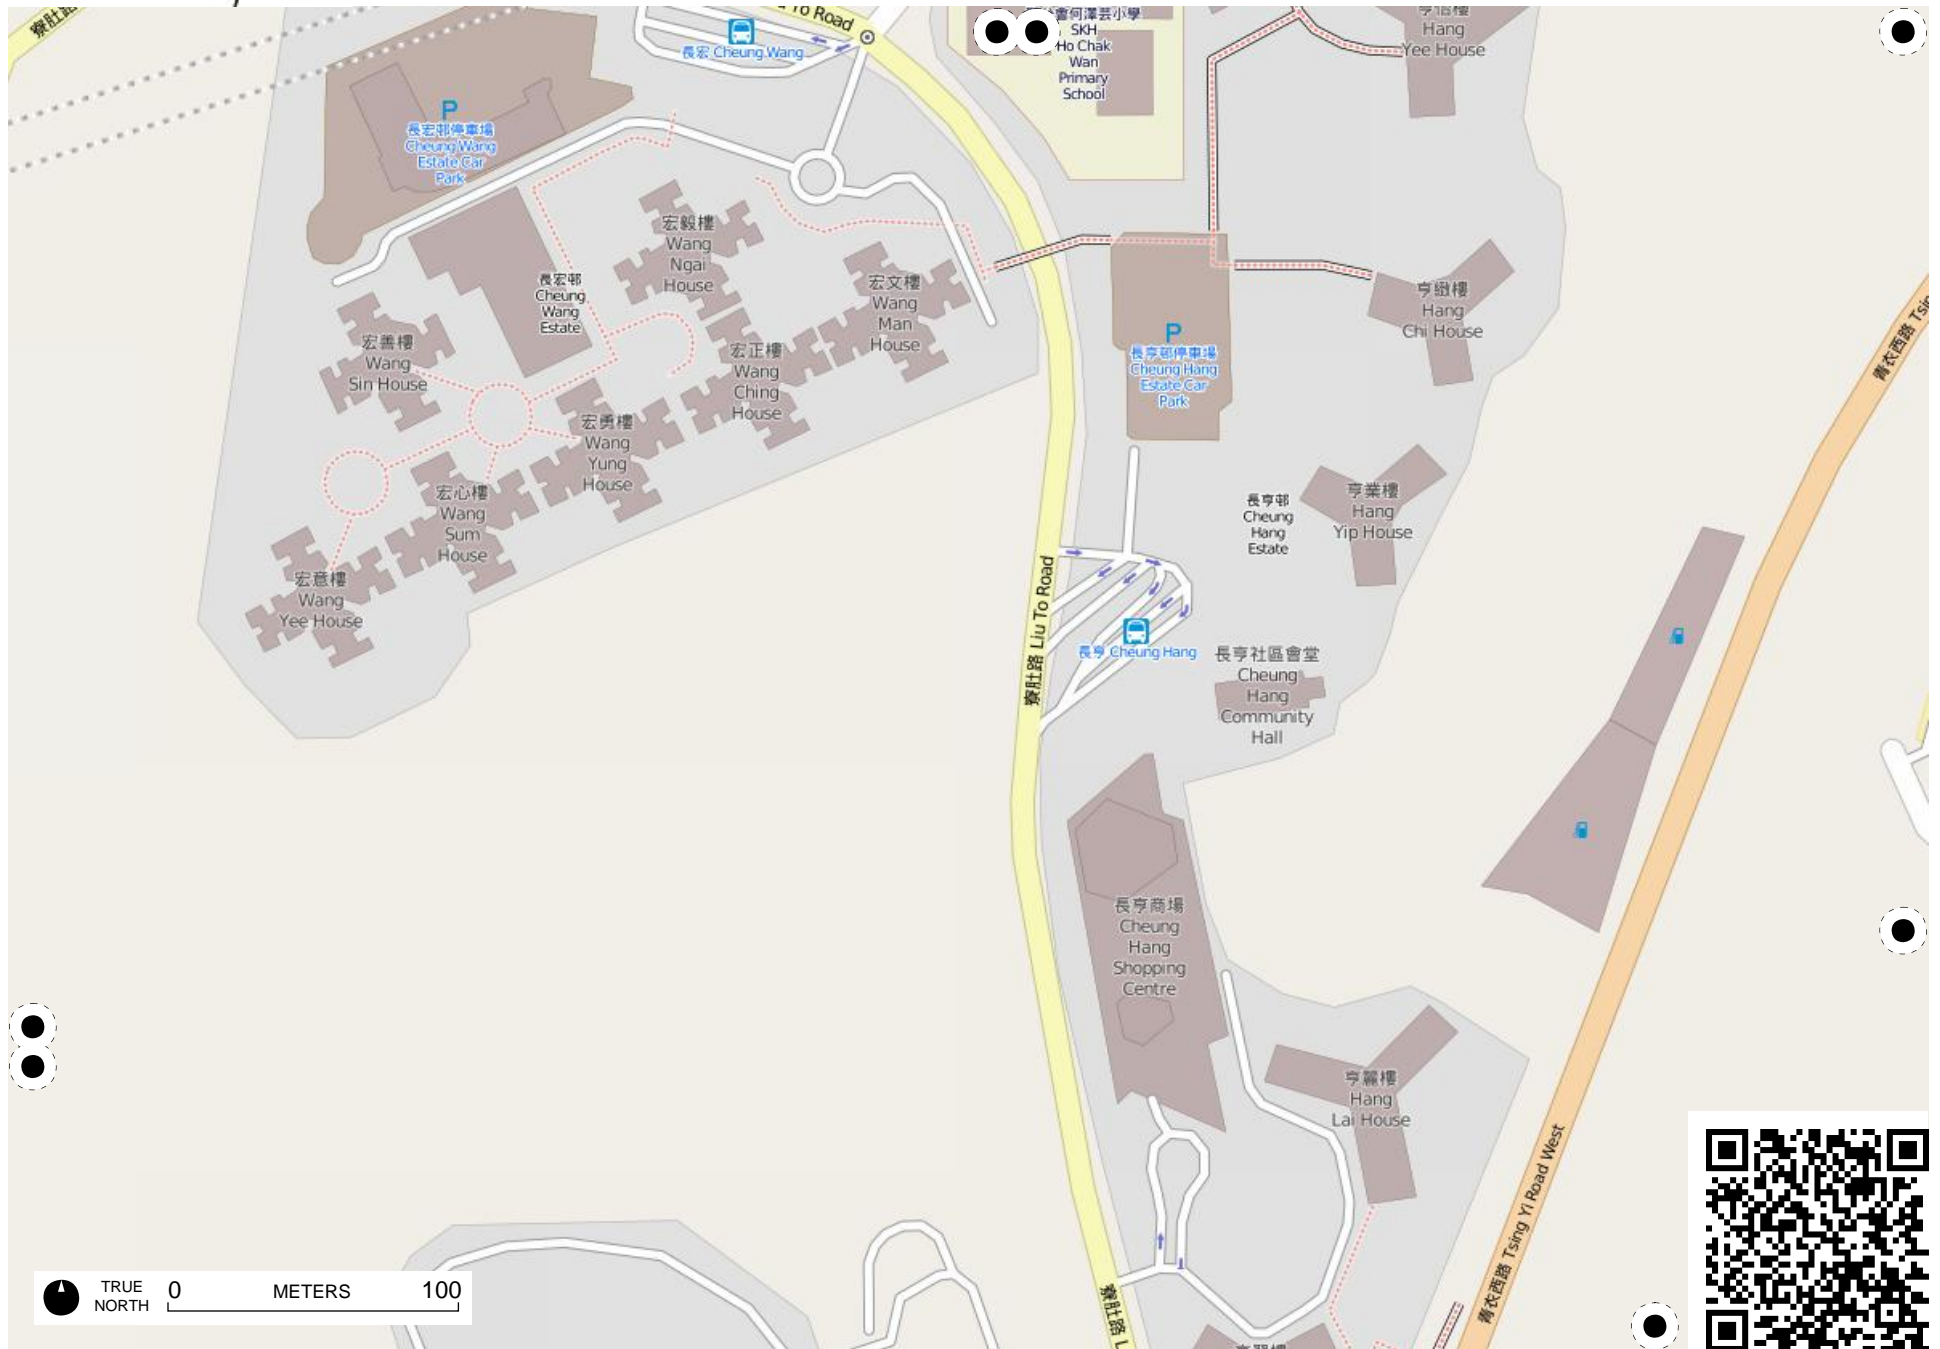 To Road
長宏 Cheung Wang
會何澤芸小學
SKH
Ho Chak
Wan
Primary
School
亨信樓
Hang
Yee House
P
長宏邨停車場
Cheung Wang
Estate Car
Park
宏毅樓
Wang
Ngai
House
長宏邨
Cheung
Wang
Estate
宏文樓
Wang
Man
House
宏善樓
Wang
Sin House
宏正樓
Wang
Ching
House
宏勇樓
Wang
Yung
House
宏心樓
Wang
Sum
House
宏意樓
Wang
Yee House
P
長亨邨停車場
Cheung Hang
Estate Car
Park
亨緻樓
Hang
Chi House
青衣西路
亨業樓
Hang
Yip House
長亨邨
Cheung
Hang
Estate
寮肚路 Liu To Road
長亨 Cheung Hang
長亨社區會堂
Cheung
Hang
Community
Hall
長亨商場
Cheung
Hang
Shopping
Centre
亨麗樓
Hang
Lai House
青衣西路 Tsing Yi Road West
寮肚路 L
TRUE
NORTH
0 METERS 100